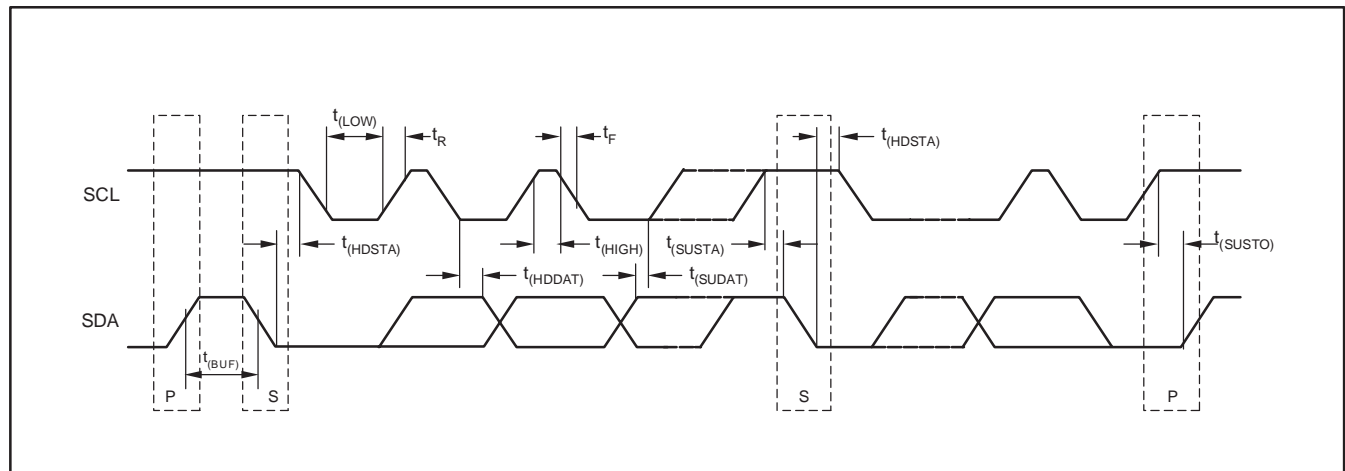 t(LOW)
tR
tF
t(HDSTA)
SCL
t(HDSTA)
t(HIGH)
t(SUSTA)
t(SUSTO)
t(HDDAT)
t(SUDAT)
SDA
t(BUF)
P
S
S
P